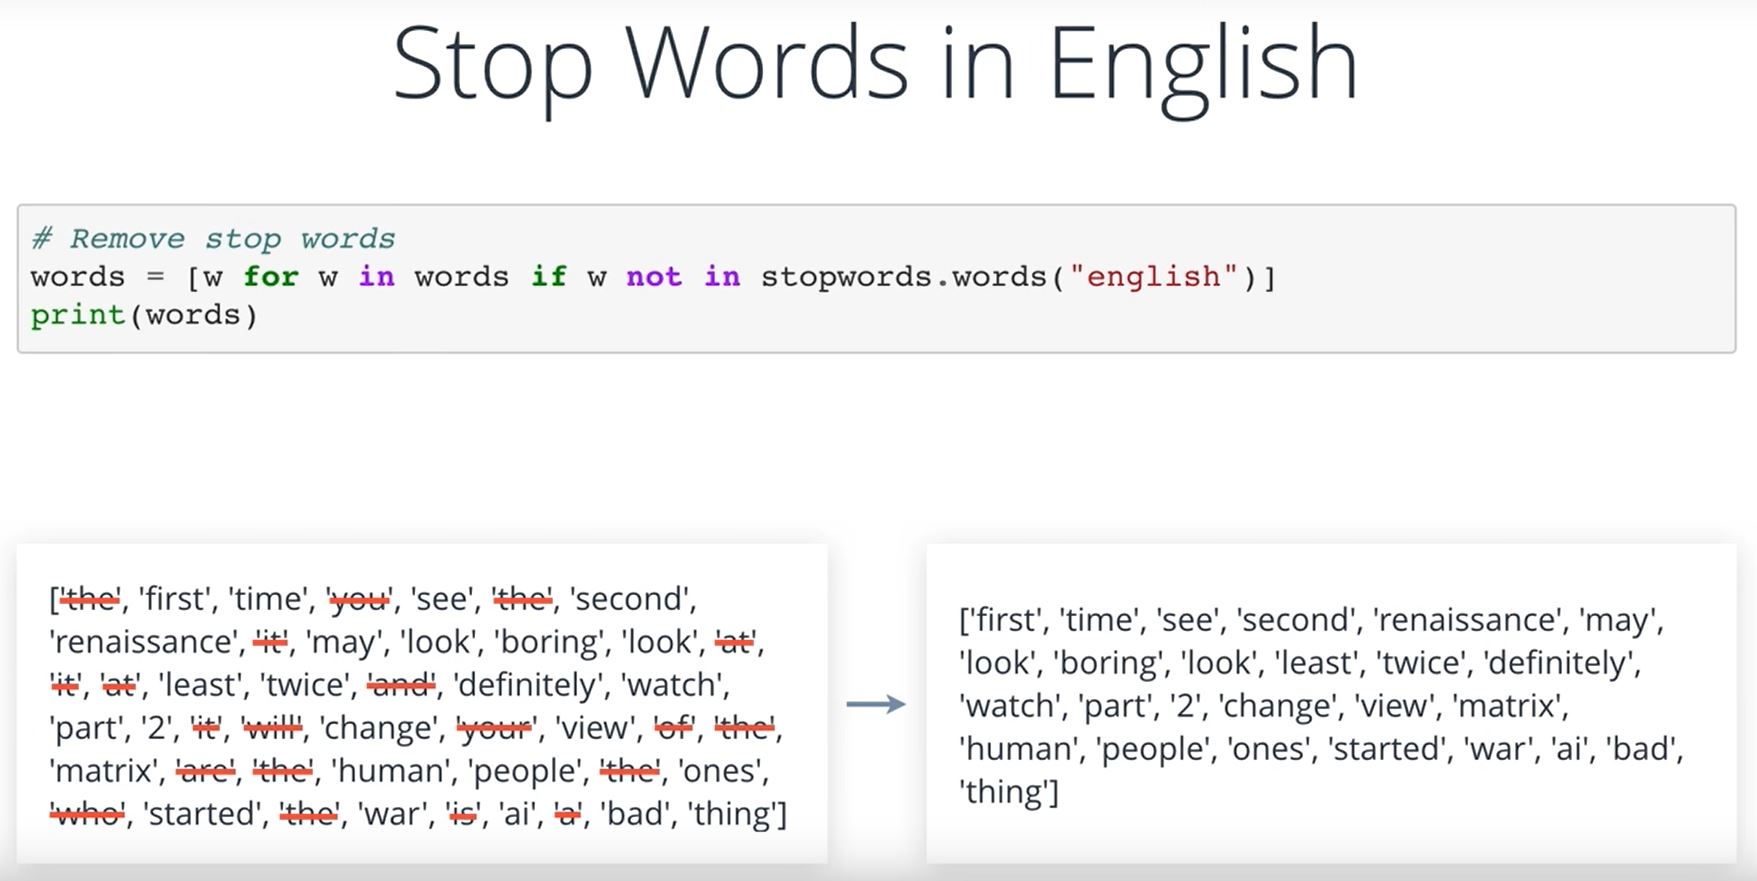 Stop Words in English
# Remove stop words
words = [w for w in words if w not in stopwords.words("english")]
print(words)
['the', 'first', 'time', 'you', 'see', 'the', 'second',
'renaissance', 'it', 'may', 'look', 'boring', 'look', 'at',
'it', 'at', 'least', 'twice', 'and', 'definitely', 'watch',
'part', '2', 'it', 'will', 'change', 'your', 'view', 'of', 'the',
'matrix', 'are', 'the', 'human', 'people', 'the', 'ones',
'who', 'started', 'the', 'war', 'is', 'ai', 'a', 'bad', 'thing']
['first', 'time', 'see', 'second', 'renaissance', 'may',
'look', 'boring', 'look', 'least', 'twice', 'definitely',
'watch', 'part', '2', 'change', 'view', 'matrix',
'human', 'people', 'ones', 'started', 'war', 'ai', 'bad',
'thing']